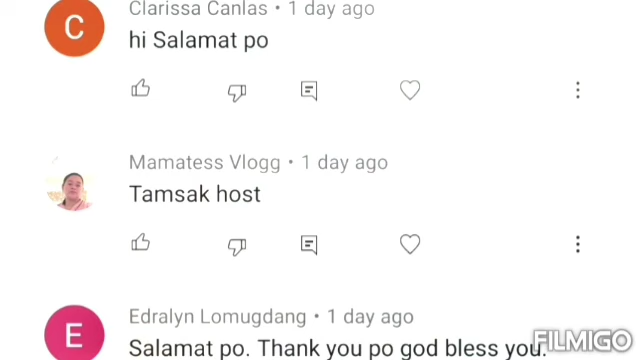 Clarissa Canlas • 1 day ago
C
hi Salamat po
Mamatess Vlogg • 1 day ago
Tamsak host
Edralyn Lomugdang • 1 day ago
E
Salamat po. Thank you po god bless you
FILMIGO